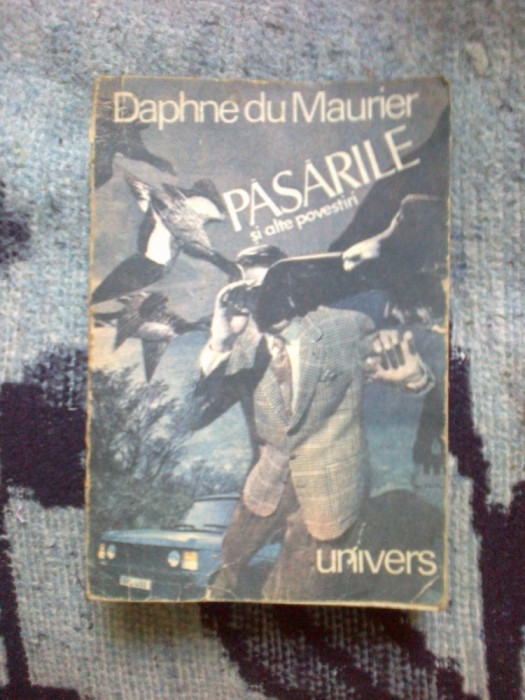 Daphne du Maurier
PĂSĂRILE
și alte povestiri
univers